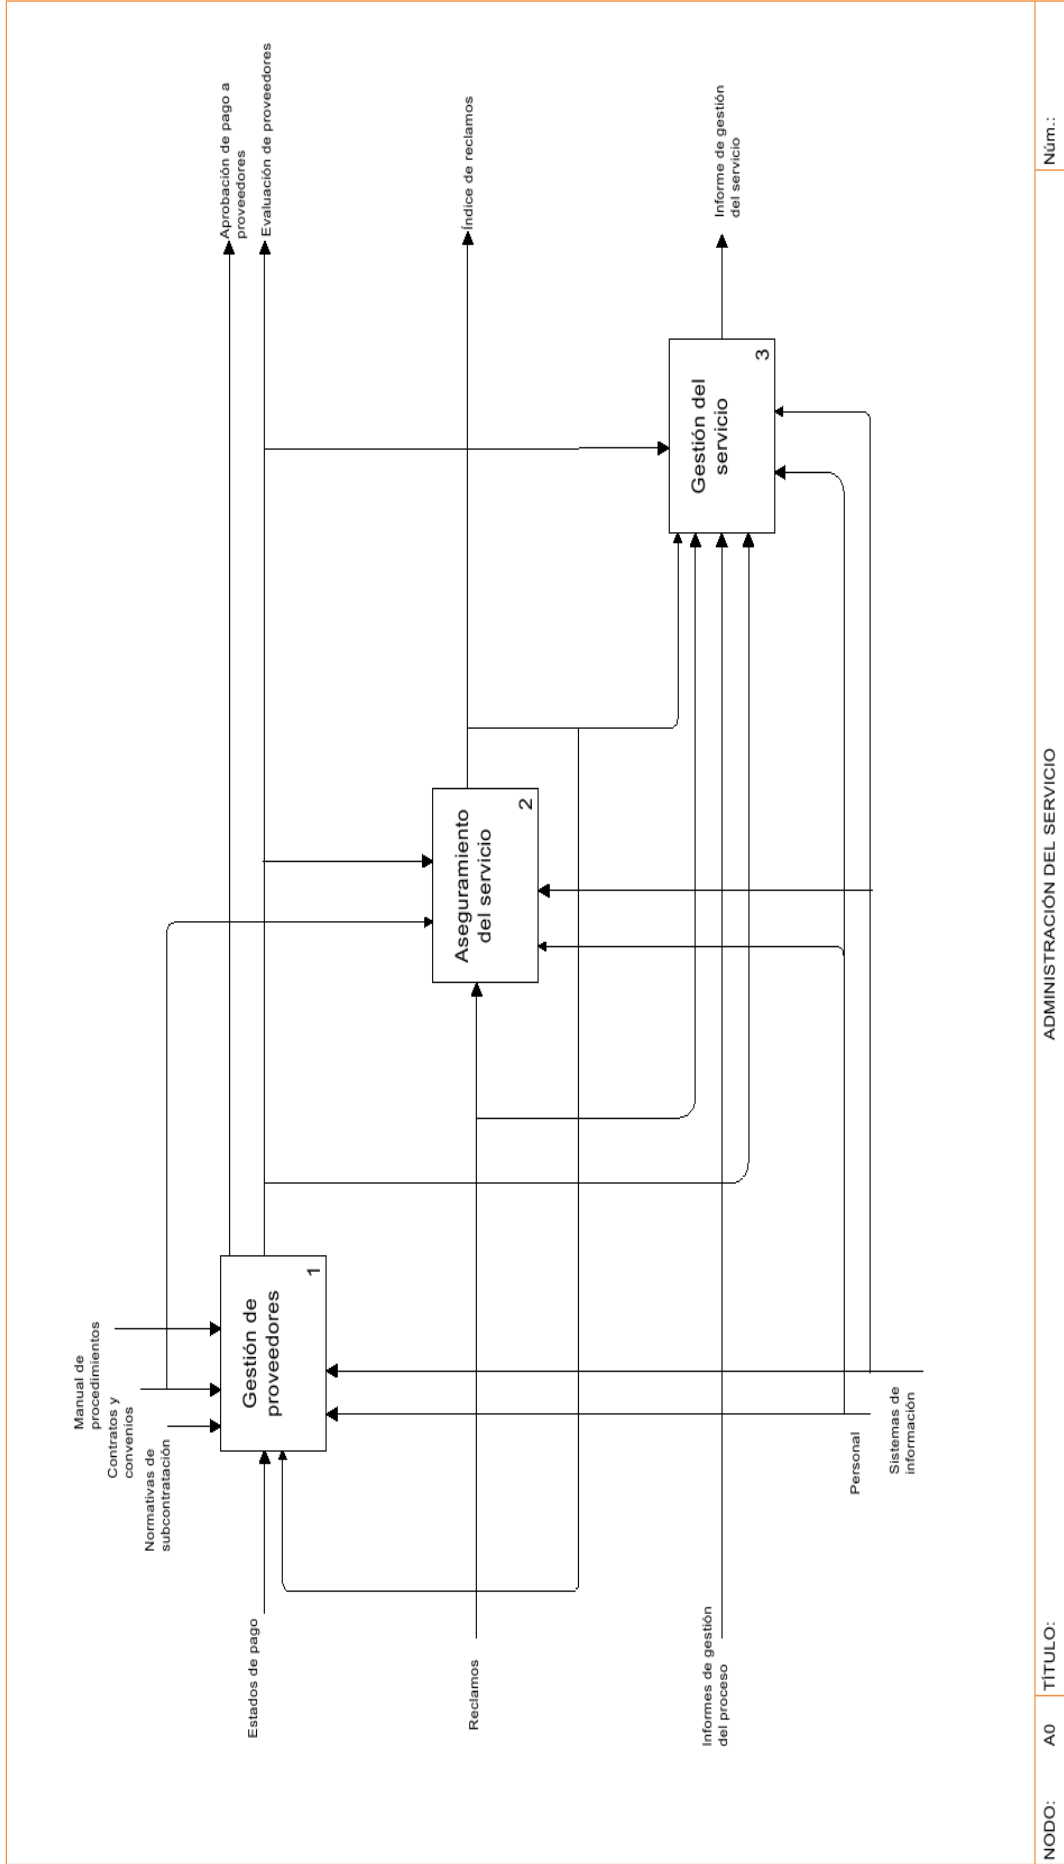 Manual de
procedimientos
Contratos y
convenios
Normativas de
subcontratación
Estados de pago
Reclamos
Informes de gestión
del proceso
Gestión de
proveedores
1
Aseguramiento
del servicio
2
Gestión del
servicio
3
Aprobación de pago a
proveedores
Evaluación de proveedores
Índice de reclamos
Informe de gestión
del servicio
Personal
Sistemas de
información
NODO: A0 TÍTULO: ADMINISTRACIÓN DEL SERVICIO Núm.: